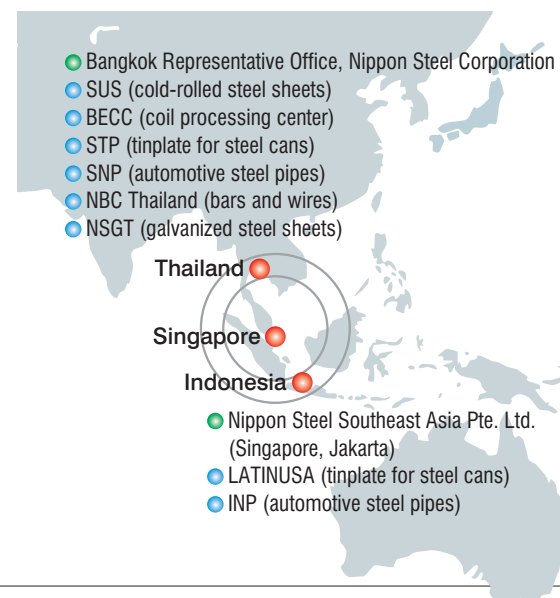 Bangkok Representative Office, Nippon Steel Corporation
SUS (cold-rolled steel sheets)
BECC (coil processing center)
STP (tinplate for steel cans)
SNP (automotive steel pipes)
NBC Thailand (bars and wires)
NSGT (galvanized steel sheets)
Thailand
Singapore
Indonesia
Nippon Steel Southeast Asia Pte. Ltd.
(Singapore, Jakarta)
LATINUSA (tinplate for steel cans)
INP (automotive steel pipes)